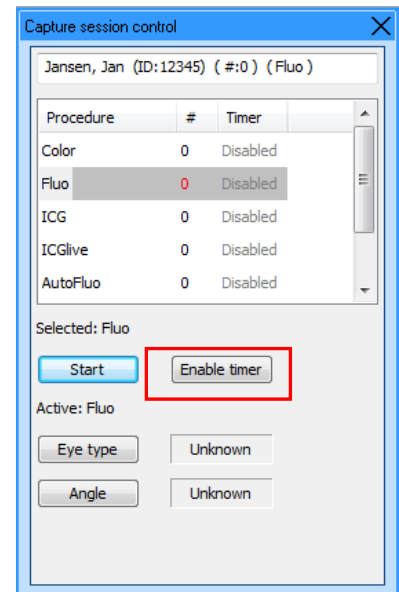 Capture session control
Jansen, Jan (ID:12345) ( #:0 ) ( Fluo )
Procedure # Timer
Color 0 Disabled
Fluo 0 Disabled
ICG 0 Disabled
ICGlive 0 Disabled
AutoFluo 0 Disabled
Selected: Fluo
Start Enable timer
Active: Fluo
Eye type Unknown
Angle Unknown